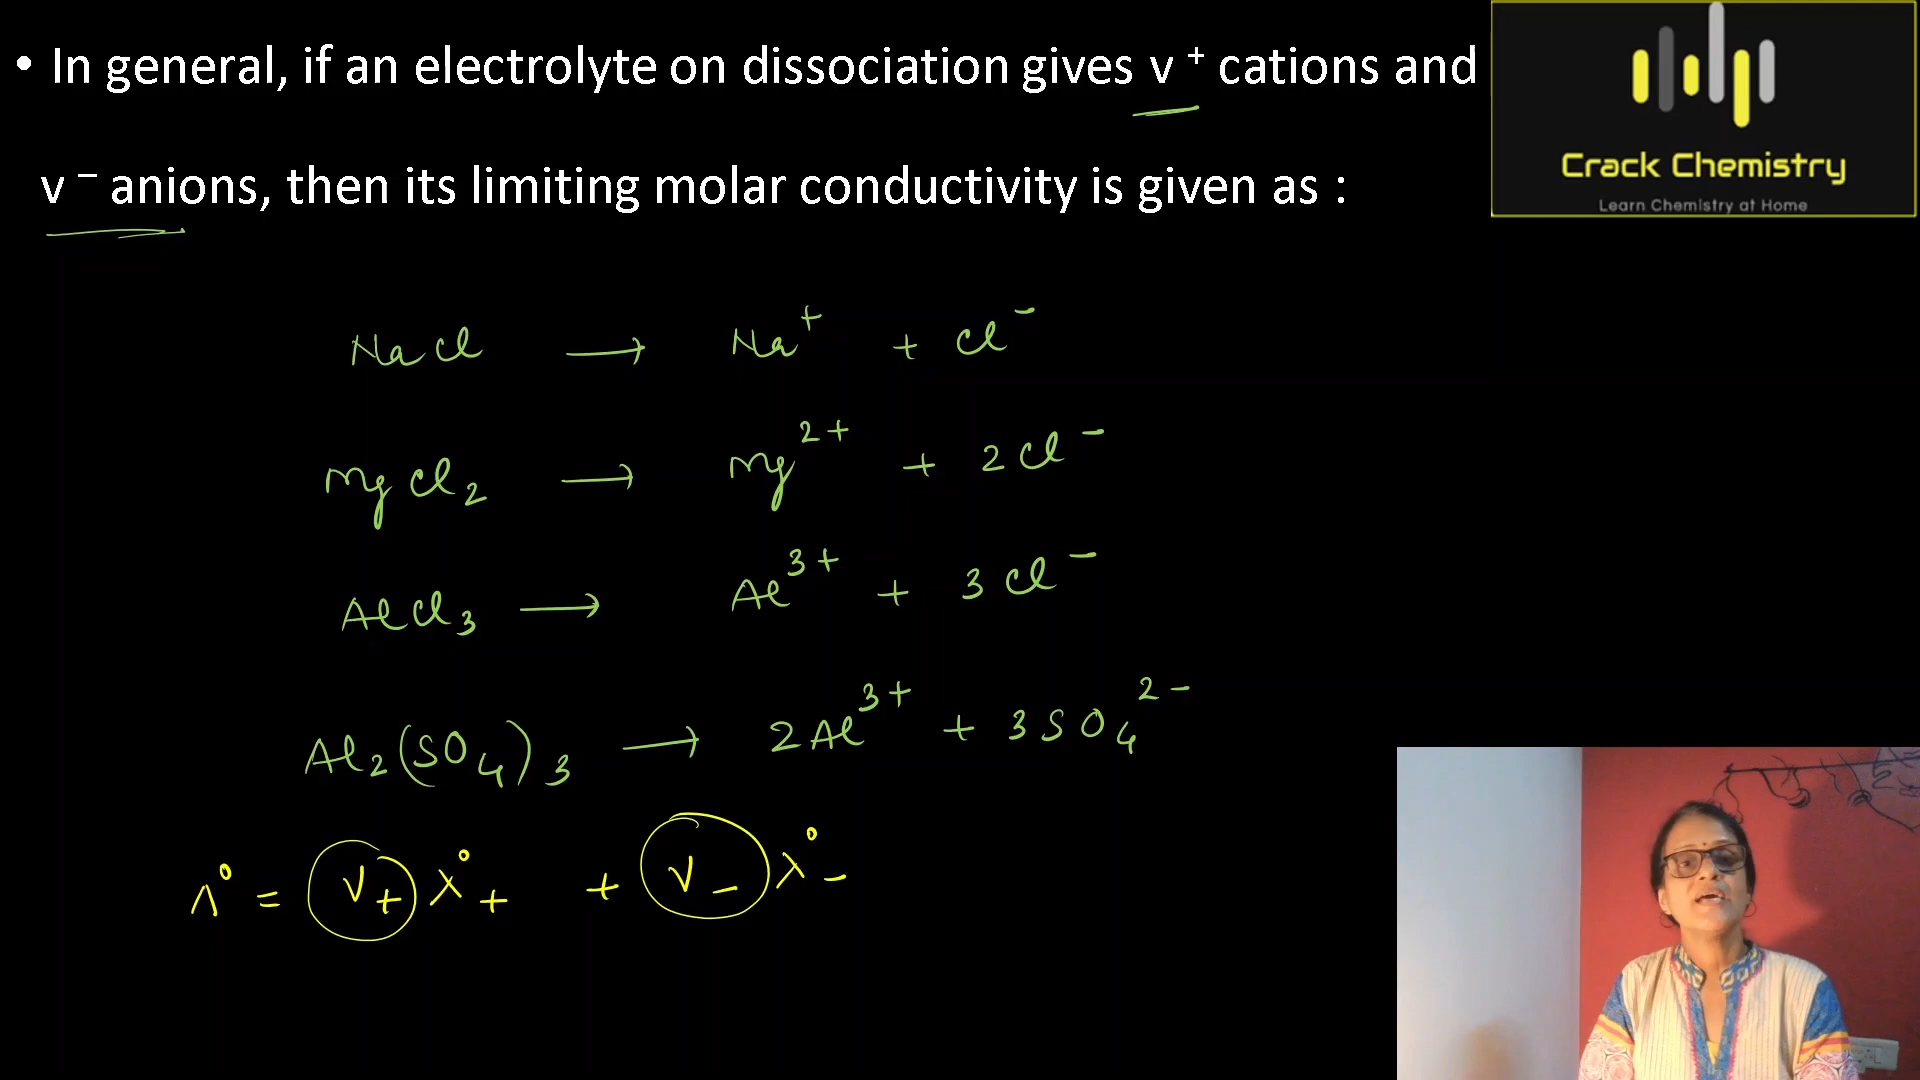 • In general, if an electrolyte on dissociation gives v⁺ cations and
v⁻ anions, then its limiting molar conductivity is given as :
Crack Chemistry
Learn Chemistry at Home
NaCl ⟶ Na⁺ + Cl⁻
MgCl₂ ⟶ Mg²⁺ + 2Cl⁻
AlCl₃ ⟶ Al³⁺ + 3Cl⁻
Al₂(SO₄)₃ ⟶ 2Al³⁺ + 3SO₄²⁻
Λ° = ν₊ λ°₊ + ν₋ λ°₋